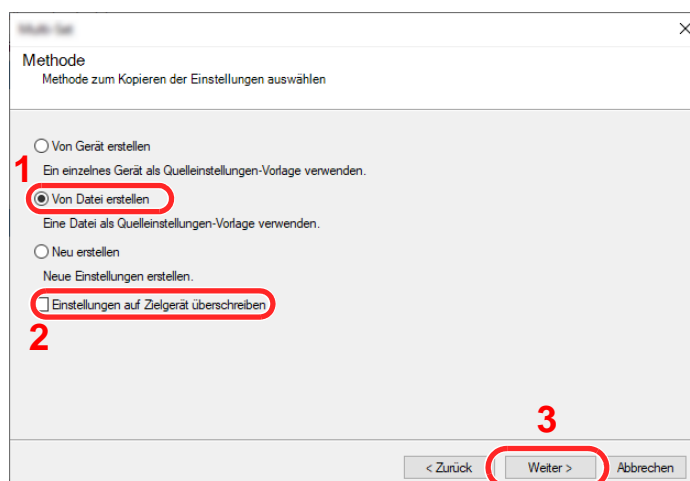 Methode
Methode zum Kopieren der Einstellungen auswählen
Von Gerät erstellen
1
Ein einzelnes Gerät als Quelleinstellungen-Vorlage verwenden.
Von Datei erstellen
Eine Datei als Quelleinstellungen-Vorlage verwenden.
Neu erstellen
Neue Einstellungen erstellen.
Einstellungen auf Zielgerät überschreiben
2
3
< Zurück Weiter > Abbrechen